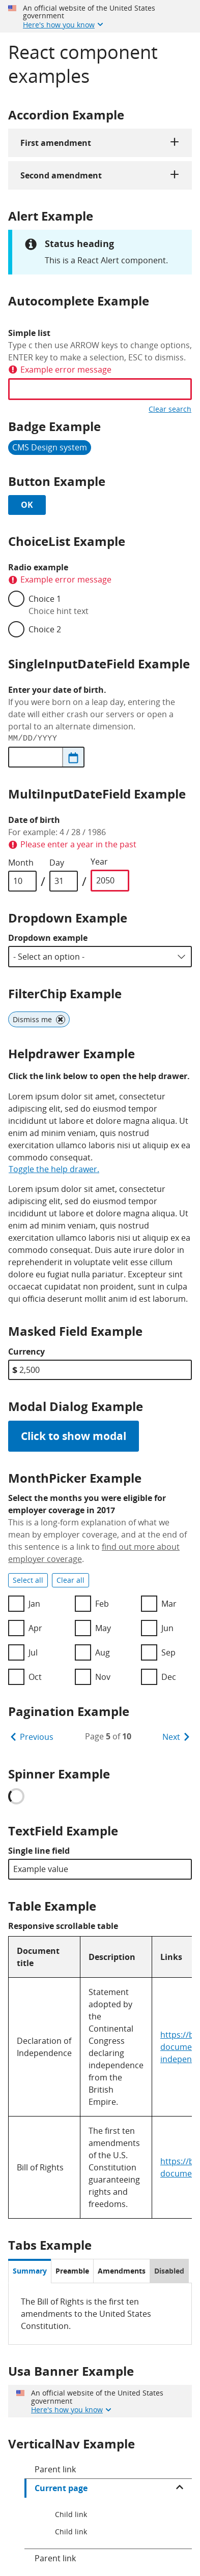 An official website of the United States
government
Here's how you know
React component
examples
Accordion Example
First amendment
Second amendment
Alert Example
Status heading
This is a React Alert component.
Autocomplete Example
Simple list
Type c then use ARROW keys to change options,
ENTER key to make a selection, ESC to dismiss.
Example error message
Clear search
Badge Example
CMS Design system
Button Example
OK
ChoiceList Example
Radio example
Example error message
Choice 1
Choice hint text
Choice 2
SingleInputDateField Example
Enter your date of birth.
If you were born on a leap day, entering the
date will either crash our servers or open a
portal to an alternate dimension.
MM/DD/YYYY
MultiInputDateField Example
Date of birth
For example: 4 / 28 / 1986
Please enter a year in the past
Month Day Year
10 / 31 / 2050
Dropdown Example
Dropdown example
- Select an option -
FilterChip Example
Dismiss me
Helpdrawer Example
Click the link below to open the help drawer.
Lorem ipsum dolor sit amet, consectetur
adipiscing elit, sed do eiusmod tempor
incididunt ut labore et dolore magna aliqua. Ut
enim ad minim veniam, quis nostrud
exercitation ullamco laboris nisi ut aliquip ex ea
commodo consequat.
Toggle the help drawer.
Lorem ipsum dolor sit amet, consectetur
adipiscing elit, sed do eiusmod tempor
incididunt ut labore et dolore magna aliqua. Ut
enim ad minim veniam, quis nostrud
exercitation ullamco laboris nisi ut aliquip ex ea
commodo consequat. Duis aute irure dolor in
reprehenderit in voluptate velit esse cillum
dolore eu fugiat nulla pariatur. Excepteur sint
occaecat cupidatat non proident, sunt in culpa
qui officia deserunt mollit anim id est laborum.
Masked Field Example
Currency
$ 2,500
Modal Dialog Example
Click to show modal
MonthPicker Example
Select the months you were eligible for
employer coverage in 2017
This is a long-form explanation of what we
mean by employer coverage, and at the end of
this sentence is a link to find out more about
employer coverage.
Select all Clear all
Jan Feb Mar
Apr May Jun
Jul Aug Sep
Oct Nov Dec
Pagination Example
Previous Page 5 of 10 Next
Spinner Example
TextField Example
Single line field
Example value
Table Example
Responsive scrollable table
Document
title
Description
Links
Declaration of
Independence
Statement
adopted by
the
Continental
Congress
declaring
independence
from the
British
Empire.
https://b
docume
indepen
Bill of Rights
The first ten
amendments
of the U.S.
Constitution
guaranteeing
rights and
freedoms.
https://b
docume
Tabs Example
Summary Preamble Amendments Disabled
The Bill of Rights is the first ten
amendments to the United States
Constitution.
Usa Banner Example
An official website of the United States
government
Here's how you know
VerticalNav Example
Parent link
Current page
Child link
Child link
Parent link